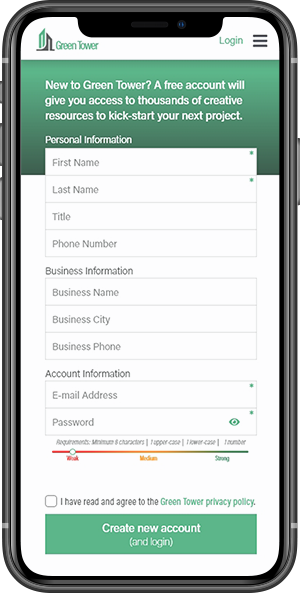 Green Tower
Login
New to Green Tower? A free account will
give you access to thousands of creative
resources to kick-start your next project.
Personal Information
First Name *
Last Name *
Title
Phone Number
Business Information
Business Name
Business City
Business Phone
Account Information
E-mail Address *
Password *
Requirements: Minimum 8 characters | 1 upper-case | 1 lower-case | 1 number
Weak Medium Strong
I have read and agree to the Green Tower privacy policy.
Create new account
(and login)